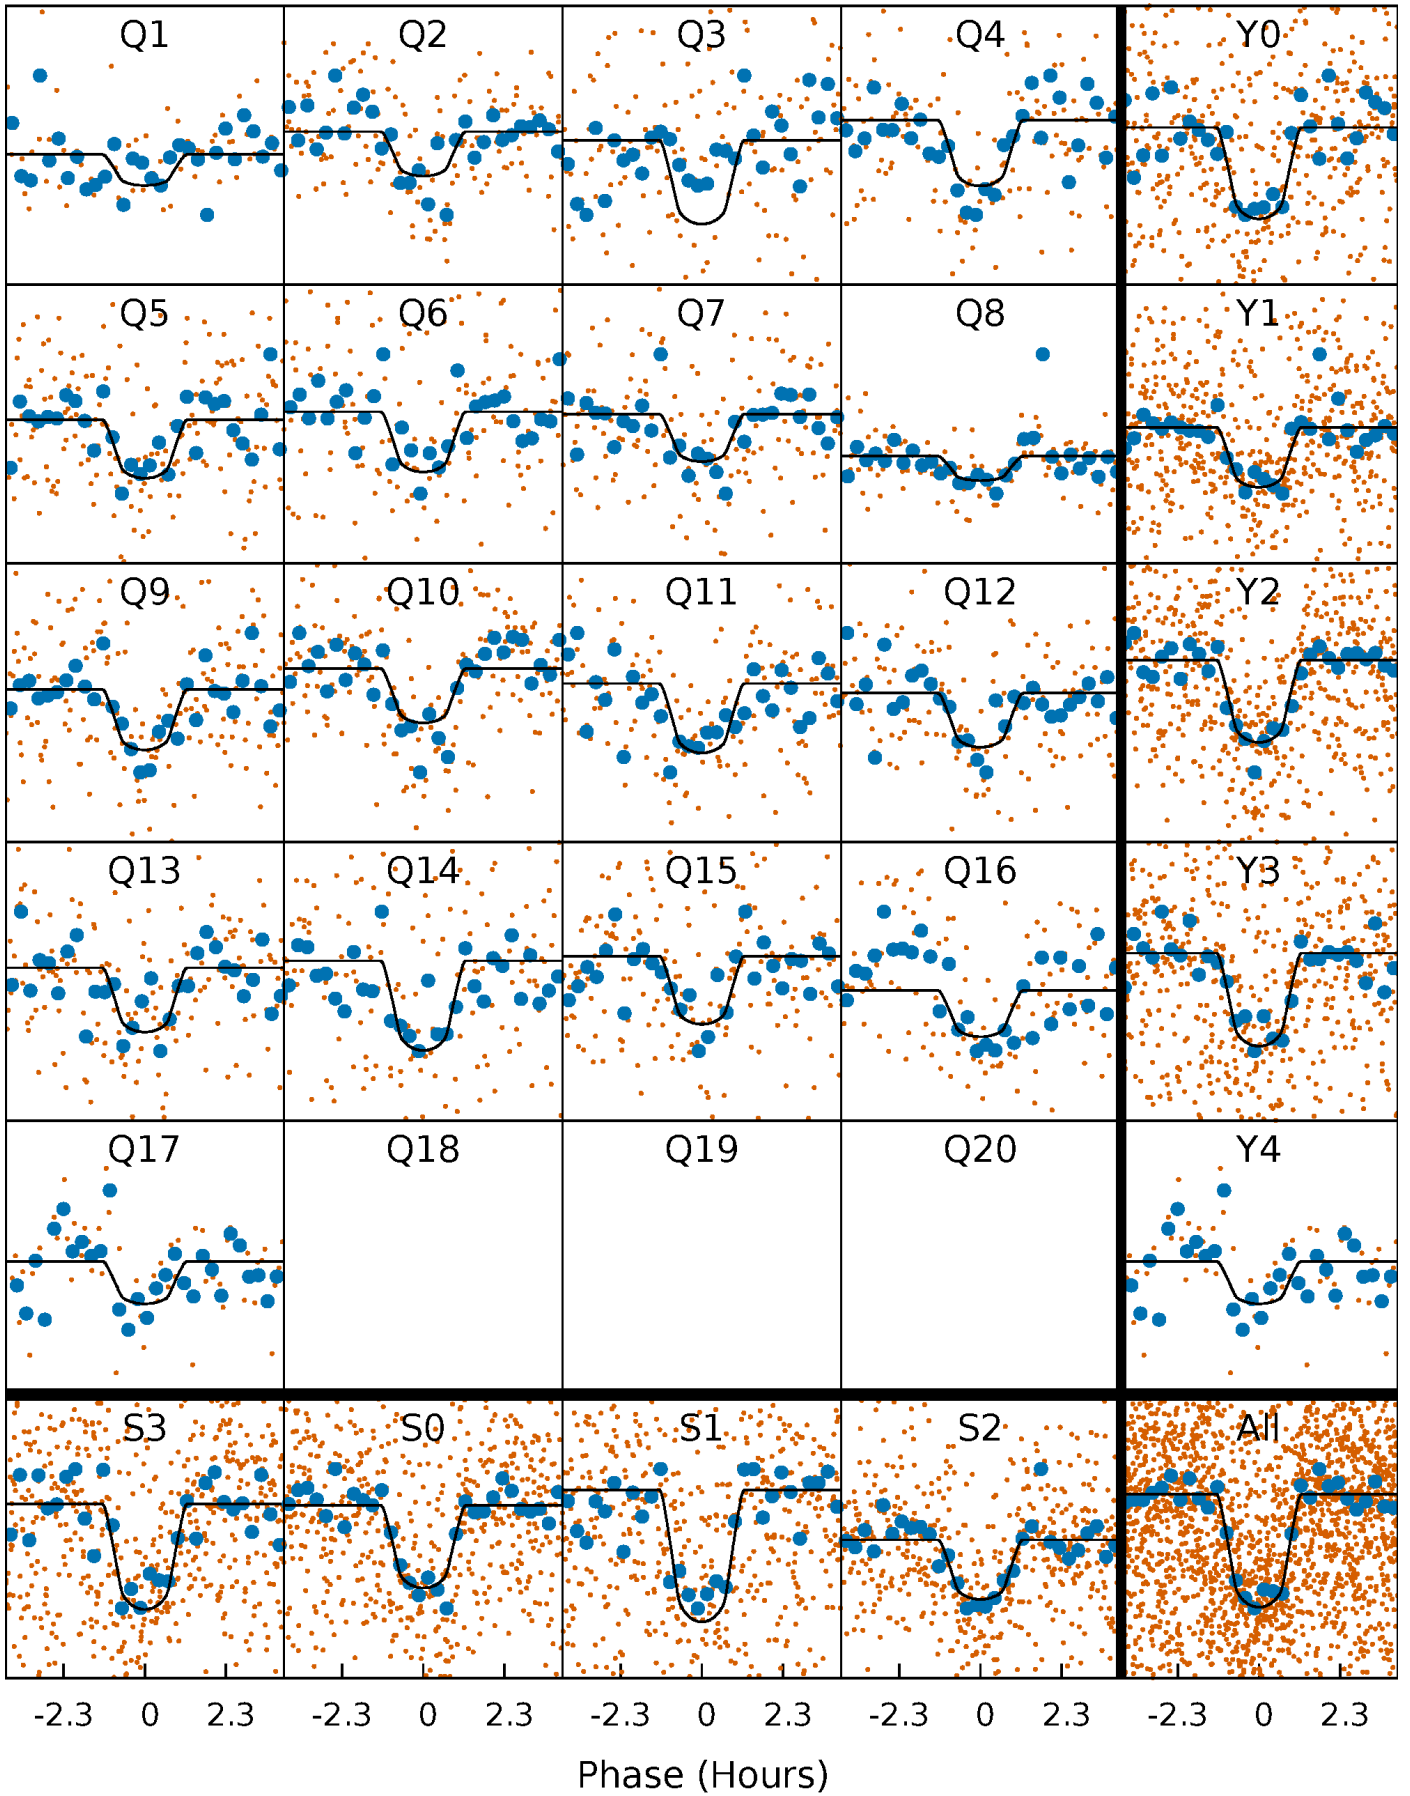 Q1 Q2 Q3 Q4 Y0
Q5 Q6 Q7 Q8 Y1
Q9 Q10 Q11 Q12 Y2
Q13 Q14 Q15 Q16 Y3
Q17 Q18 Q19 Q20 Y4
S3 S0 S1 S2 All
-2.3 0 2.3 -2.3 0 2.3 -2.3 0 2.3 -2.3 0 2.3 -2.3 0 2.3
Phase (Hours)